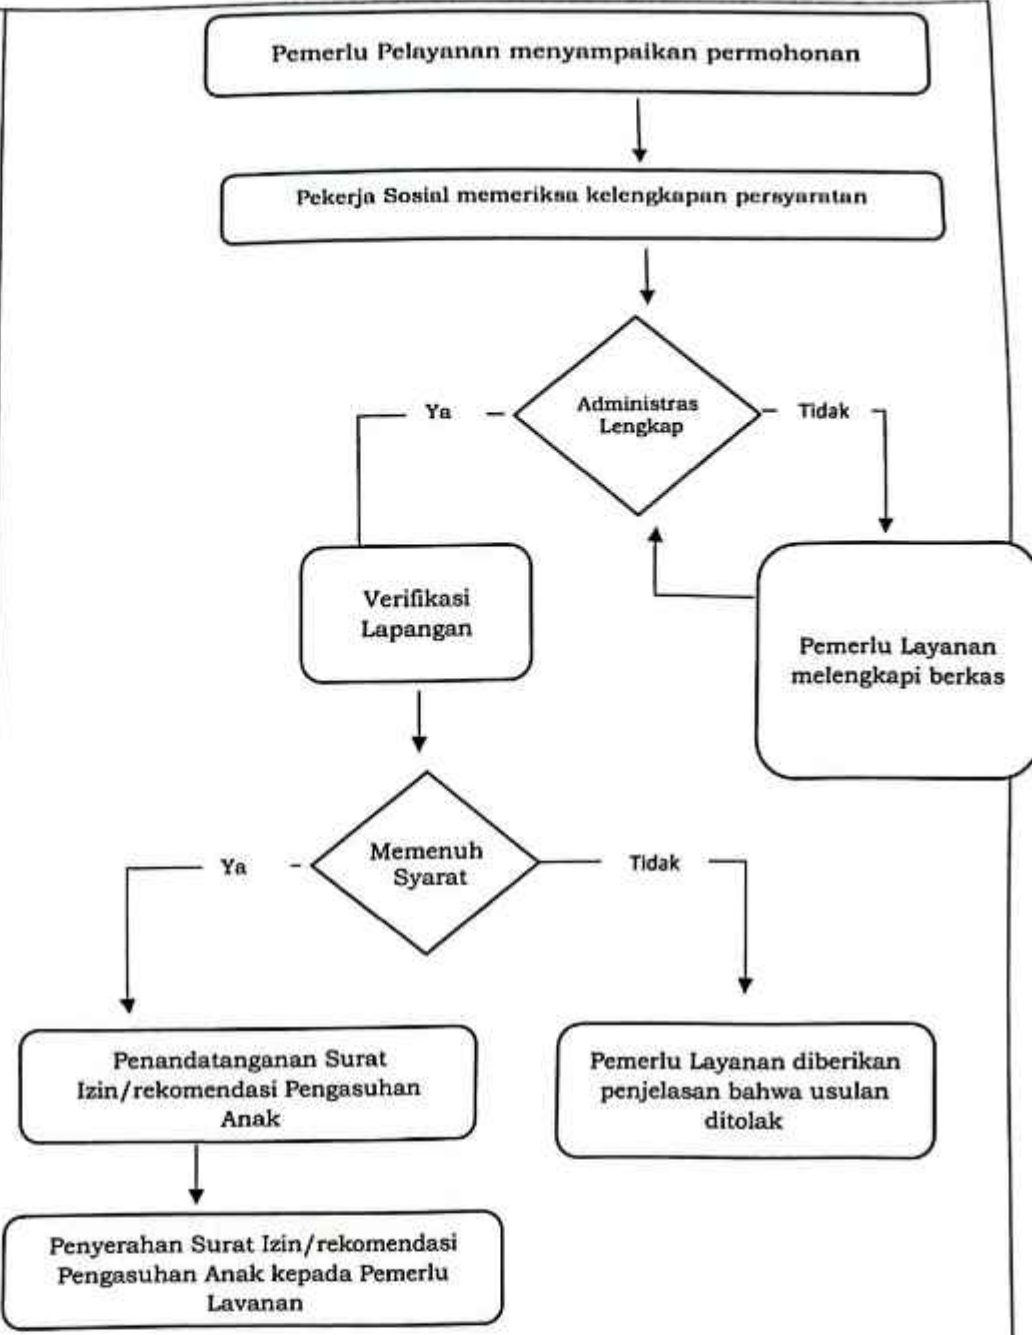 Pemerlu Pelayanan menyampaikan permohonan
Pekerja Sosial memeriksa kelengkapan persyaratan
Administras
Lengkap
Ya
Tidak
Verifikasi
Lapangan
Pemerlu Layanan
melengkapi berkas
Memenuh
Syarat
Ya
Tidak
Penandatanganan Surat
Izin/rekomendasi Pengasuhan
Anak
Pemerlu Layanan diberikan
penjelasan bahwa usulan
ditolak
Penyerahan Surat Izin/rekomendasi
Pengasuhan Anak kepada Pemerlu
Layanan